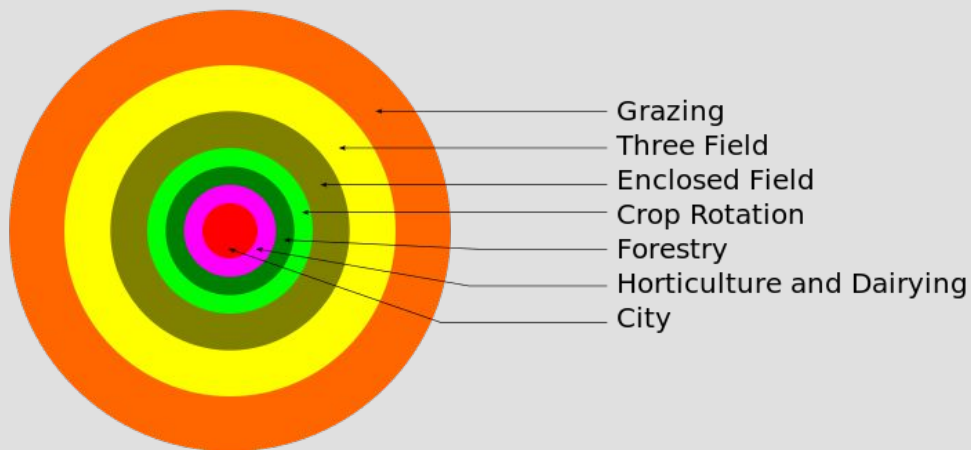 Grazing
Three Field
Enclosed Field
Crop Rotation
Forestry
Horticulture and Dairying
City